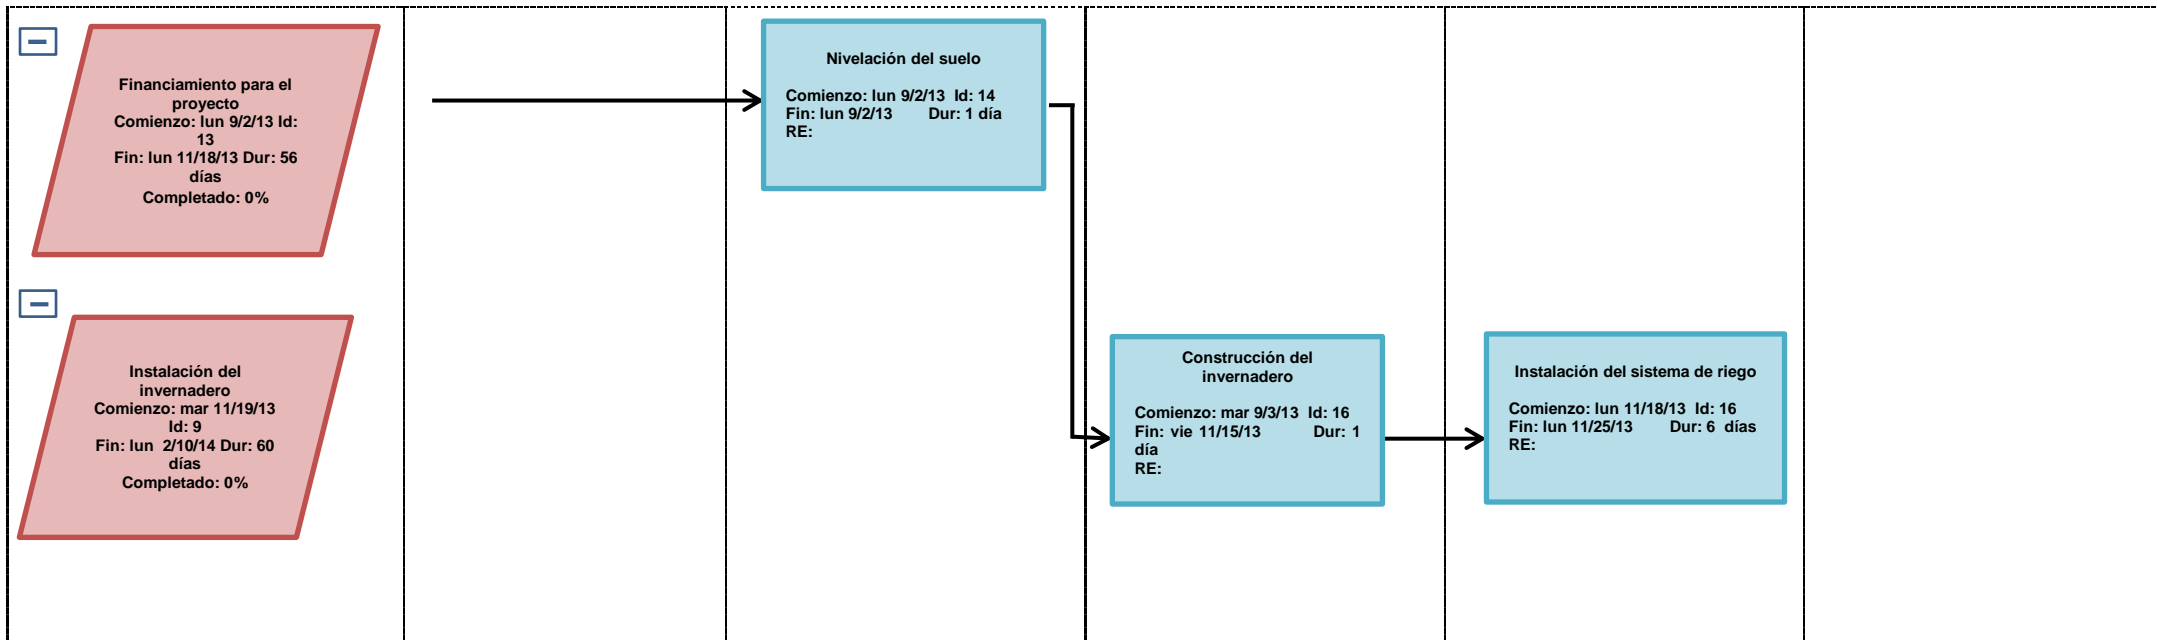 Financiamiento para el
proyecto
Comienzo: lun 9/2/13 Id:
13
Fin: lun 11/18/13 Dur: 56
días
Completado: 0%
Nivelación del suelo
Comienzo: lun 9/2/13 Id: 14
Fin: lun 9/2/13 Dur: 1 día
RE:
Instalación del
invernadero
Comienzo: mar 11/19/13
Id: 9
Fin: lun 2/10/14 Dur: 60
días
Completado: 0%
Construcción del
invernadero
Comienzo: mar 9/3/13 Id: 16
Fin: vie 11/15/13 Dur: 1
día
RE:
Instalación del sistema de riego
Comienzo: lun 11/18/13 Id: 16
Fin: lun 11/25/13 Dur: 6 días
RE: